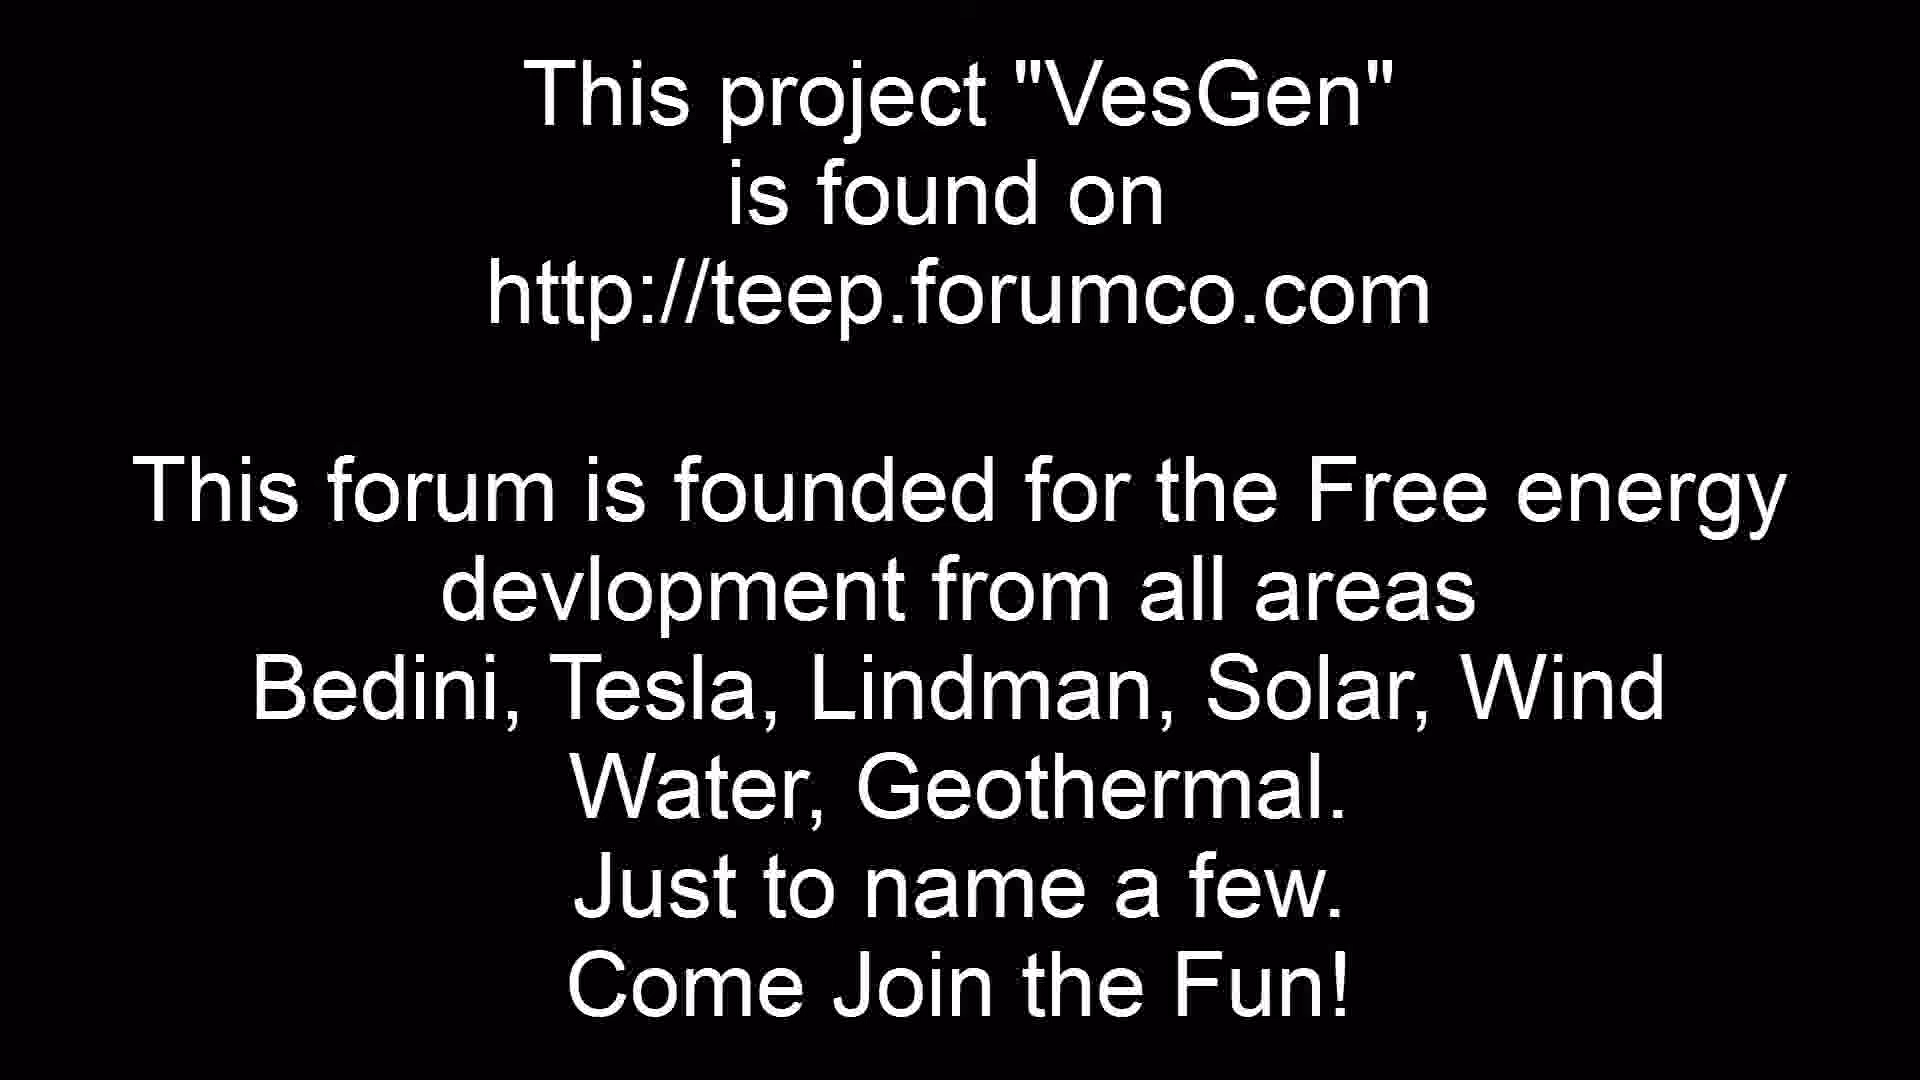 This project "VesGen"
is found on
http://teep.forumco.com
This forum is founded for the Free energy
devlopment from all areas
Bedini, Tesla, Lindman, Solar, Wind
Water, Geothermal.
Just to name a few.
Come Join the Fun!